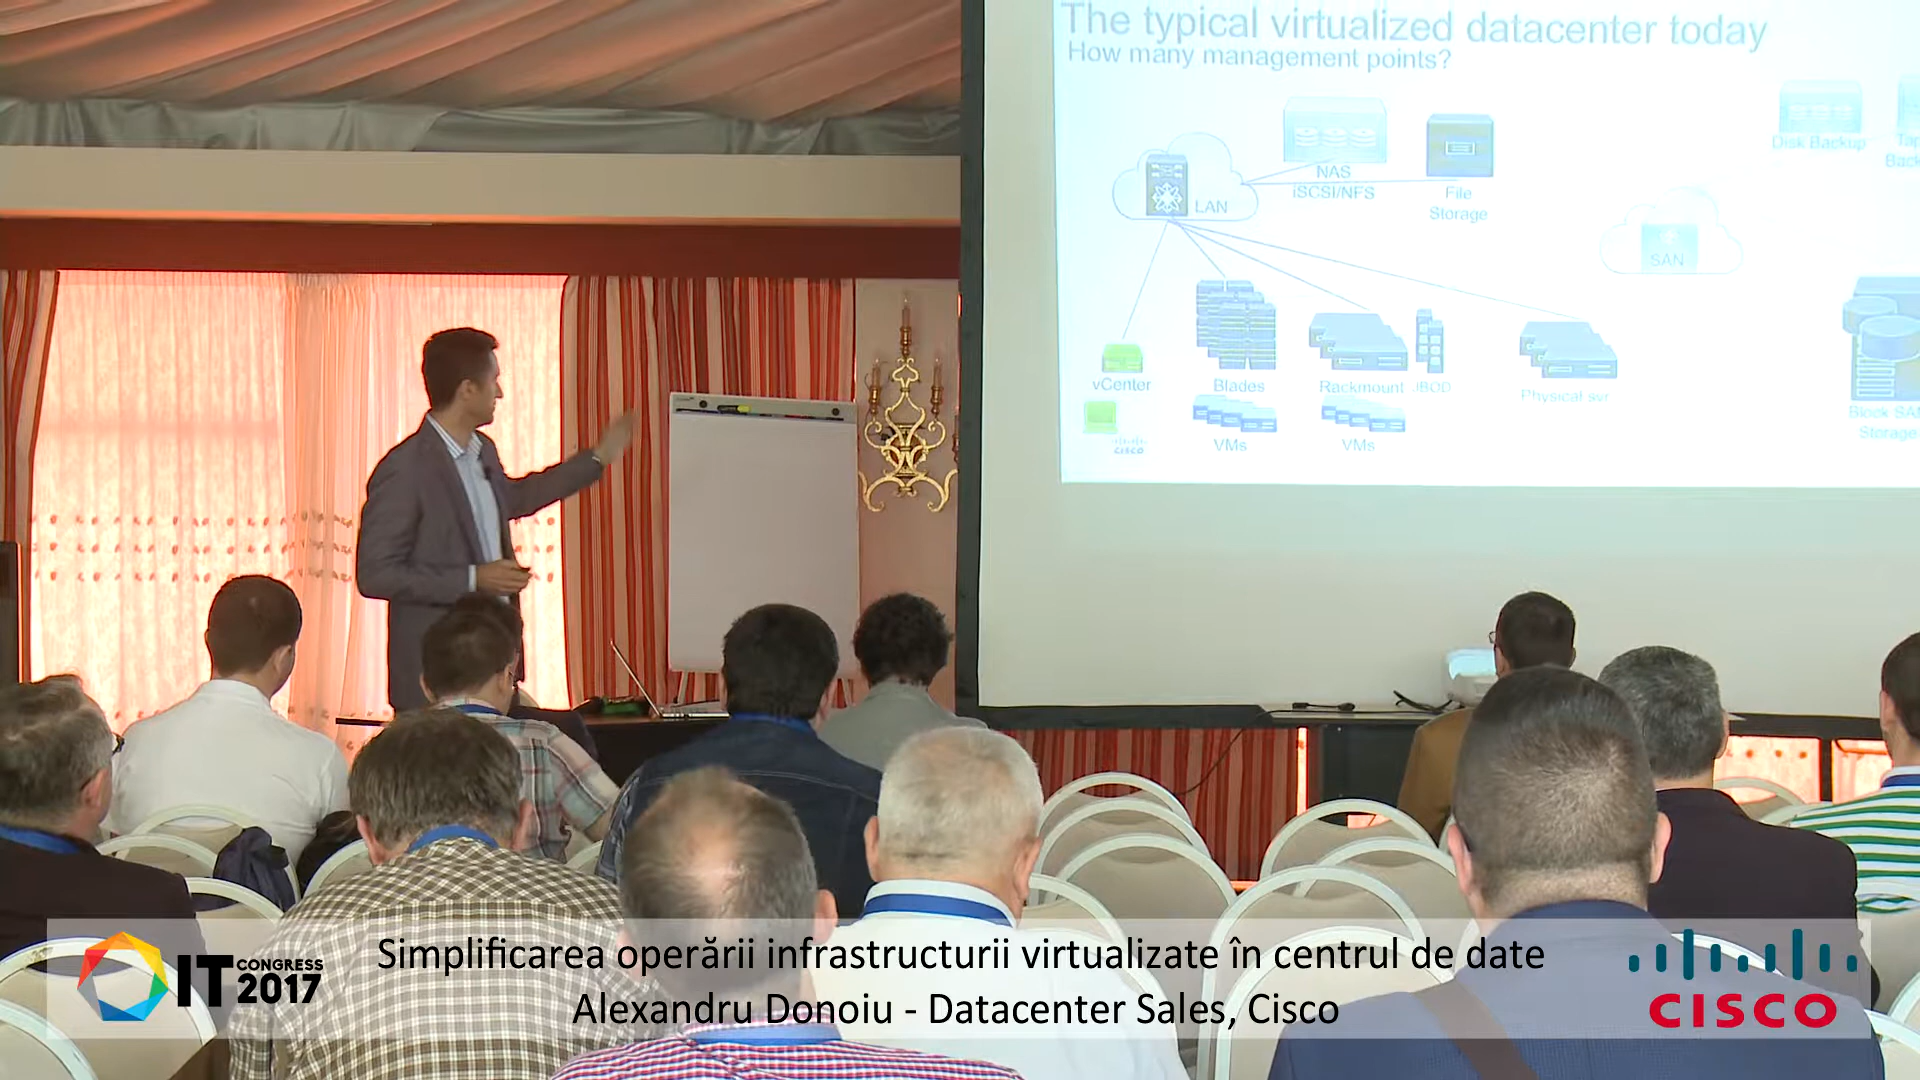 The typical virtualized datacenter today
How many management points?
NAS
iSCSI/NFS
File
Storage
Disk Backup
LAN
SAN
vCenter
Blades
Rackmount
JBOD
Physical svr
Block
Storage
VMs
VMs
CISCO
IT CONGRESS
2017
Simplificarea operării infrastructurii virtualizate în centrul de date
Alexandru Donoiu - Datacenter Sales, Cisco
CISCO